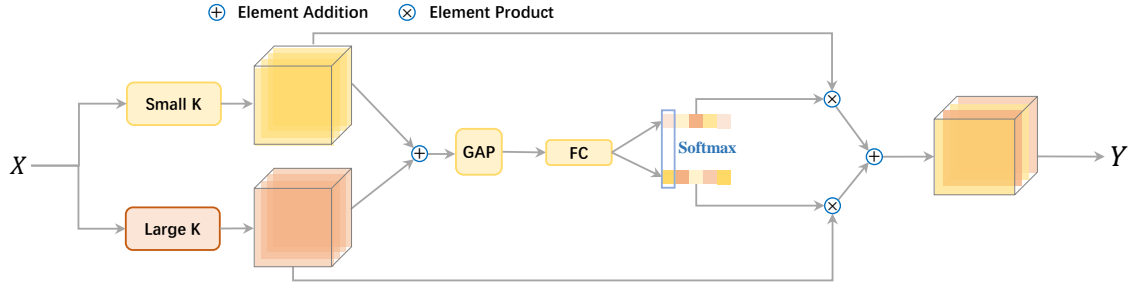 Element Addition Element Product
Small K
X
GAP
FC
Softmax
Large K
Y